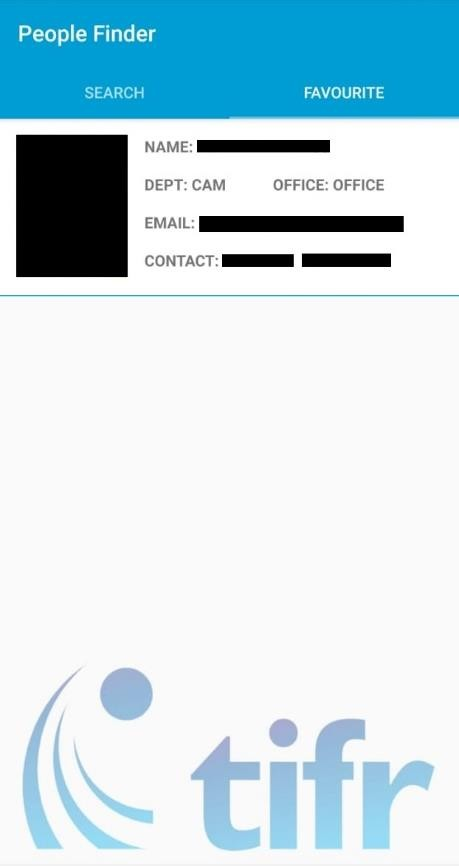 People Finder
SEARCH FAVOURITE
NAME:
DEPT: CAM OFFICE: OFFICE
EMAIL:
CONTACT:
tifr